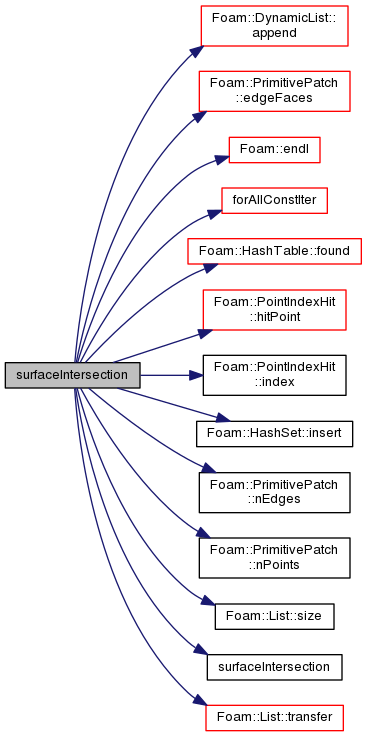 Foam::DynamicList::
append
Foam::PrimitivePatch
::edgeFaces
Foam::endl
forAllConstIter
Foam::HashTable::found
Foam::PointIndexHit
::hitPoint
surfaceIntersection
Foam::PointIndexHit
::index
Foam::HashSet::insert
Foam::PrimitivePatch
::nEdges
Foam::PrimitivePatch
::nPoints
Foam::List::size
surfaceIntersection
Foam::List::transfer